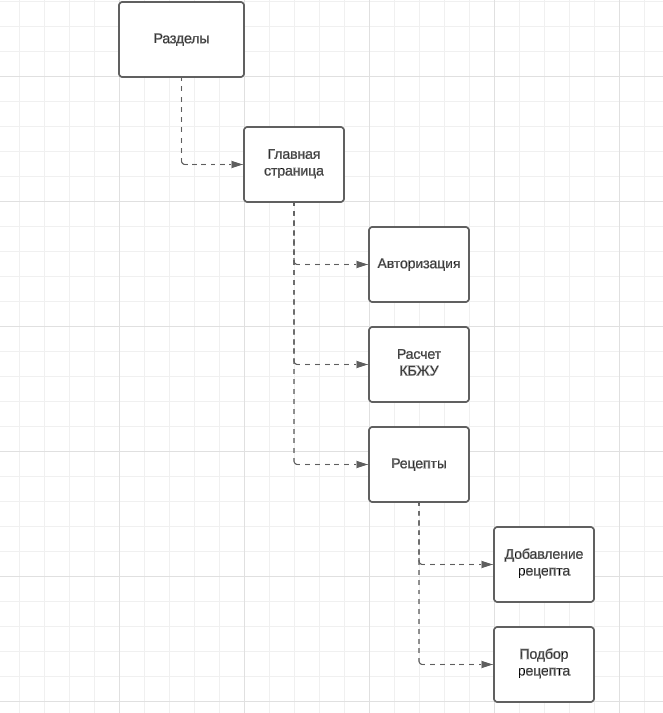 Разделы
Главная
страница
Авторизация
Расчет
КБЖУ
Рецепты
Добавление
рецепта
Подбор
рецепта